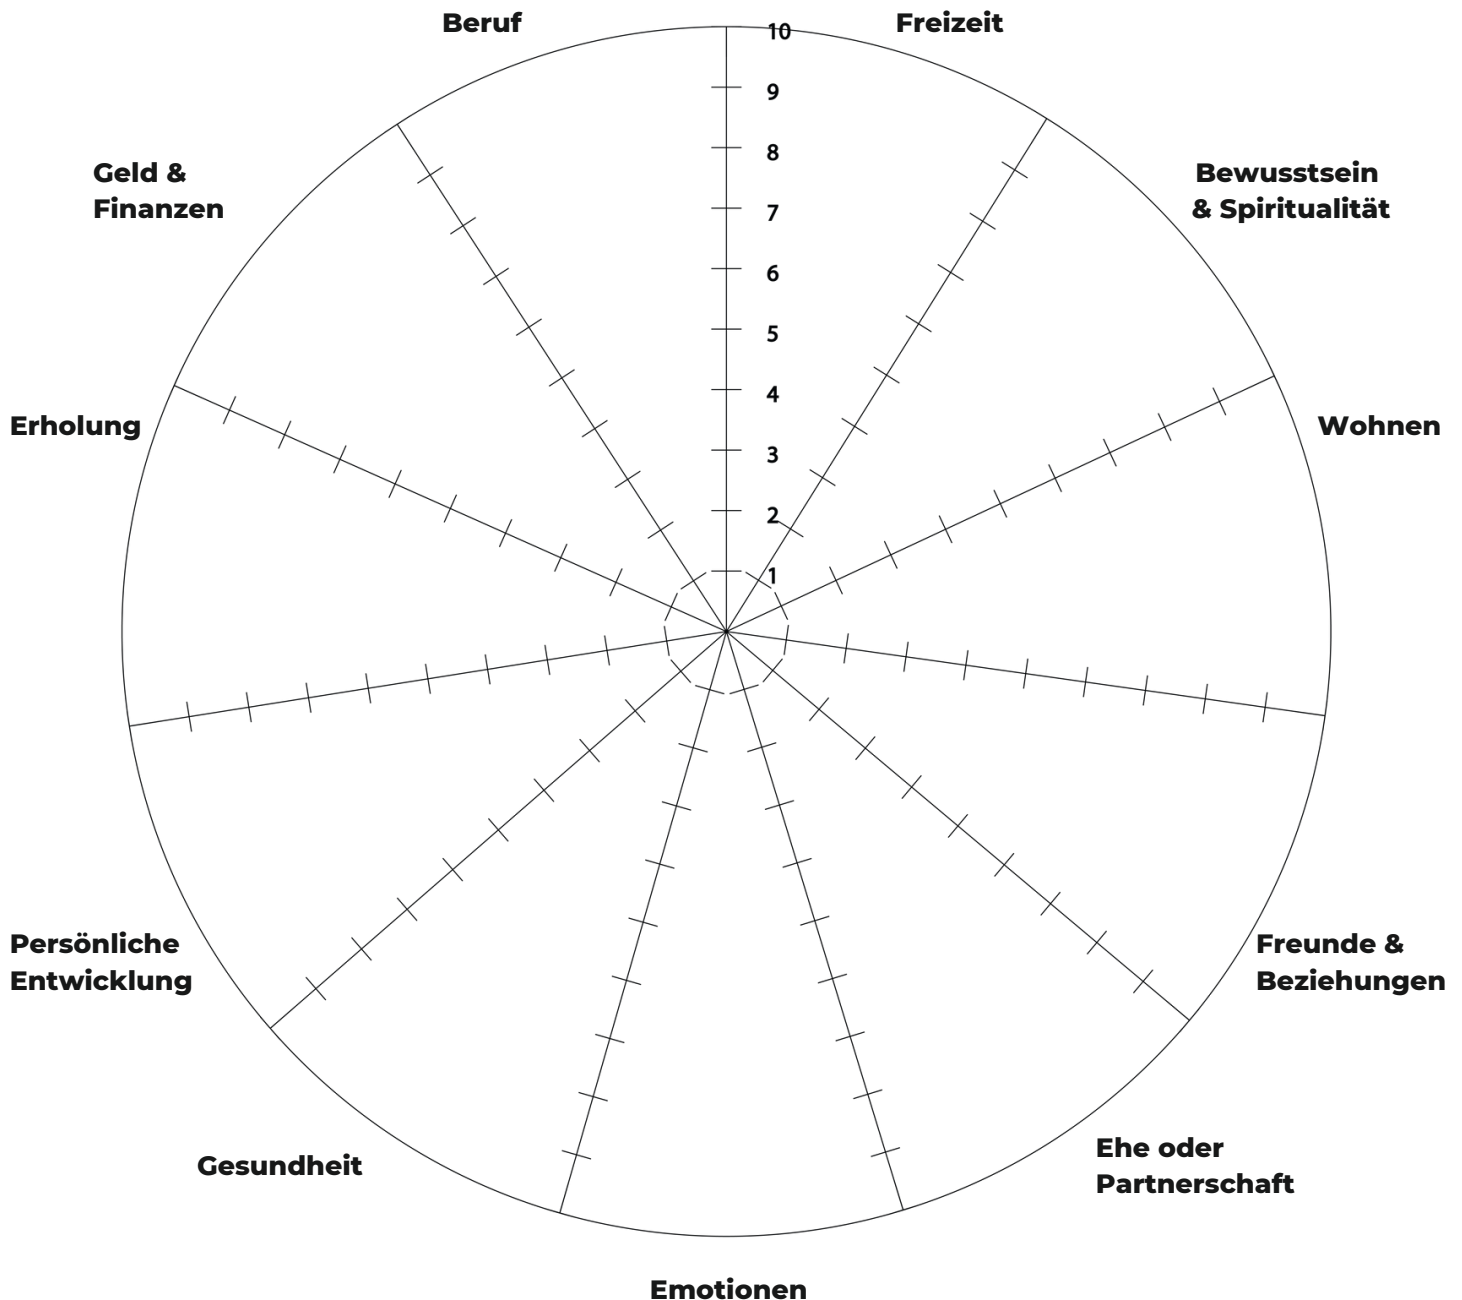 Beruf
Freizeit
10
9
8
7
6
5
4
3
2
1
Geld &
Finanzen
Bewusstsein
& Spiritualität
Erholung
Wohnen
Persönliche
Entwicklung
Freunde &
Beziehungen
Gesundheit
Ehe oder
Partnerschaft
Emotionen